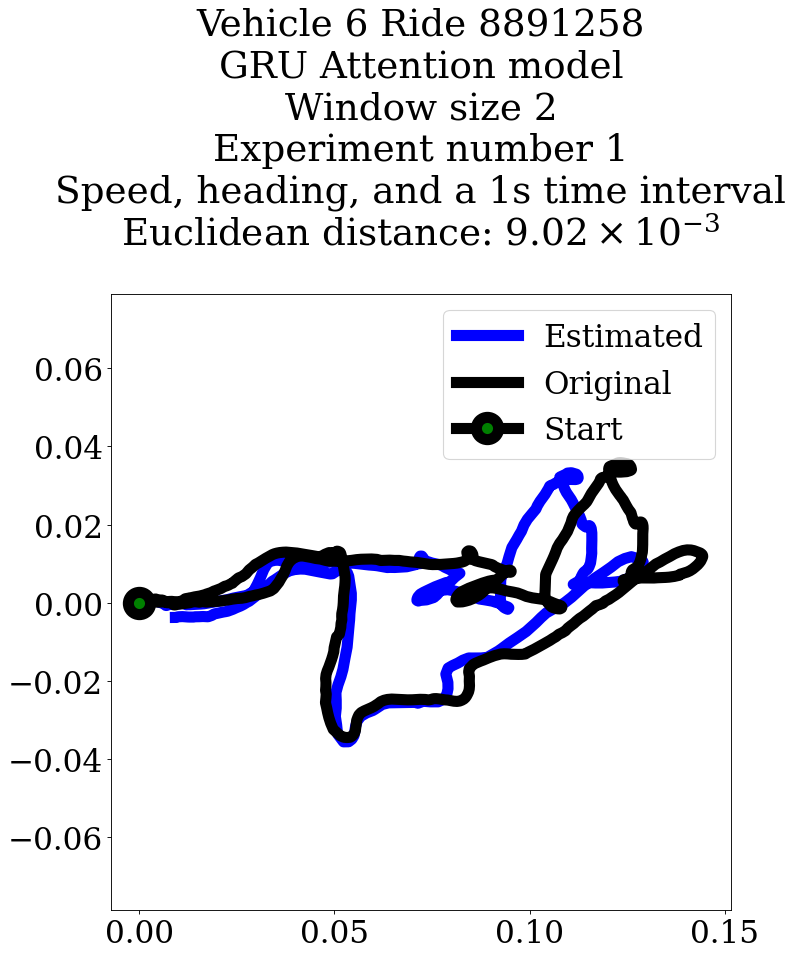 Vehicle 6 Ride 8891258
GRU Attention model
Window size 2
Experiment number 1
Speed, heading, and a 1s time interval
Euclidean distance: 9.02 × 10⁻³
Estimated
Original
Start
0.06
0.04
0.02
0.00
−0.02
−0.04
−0.06
0.00 0.05 0.10 0.15